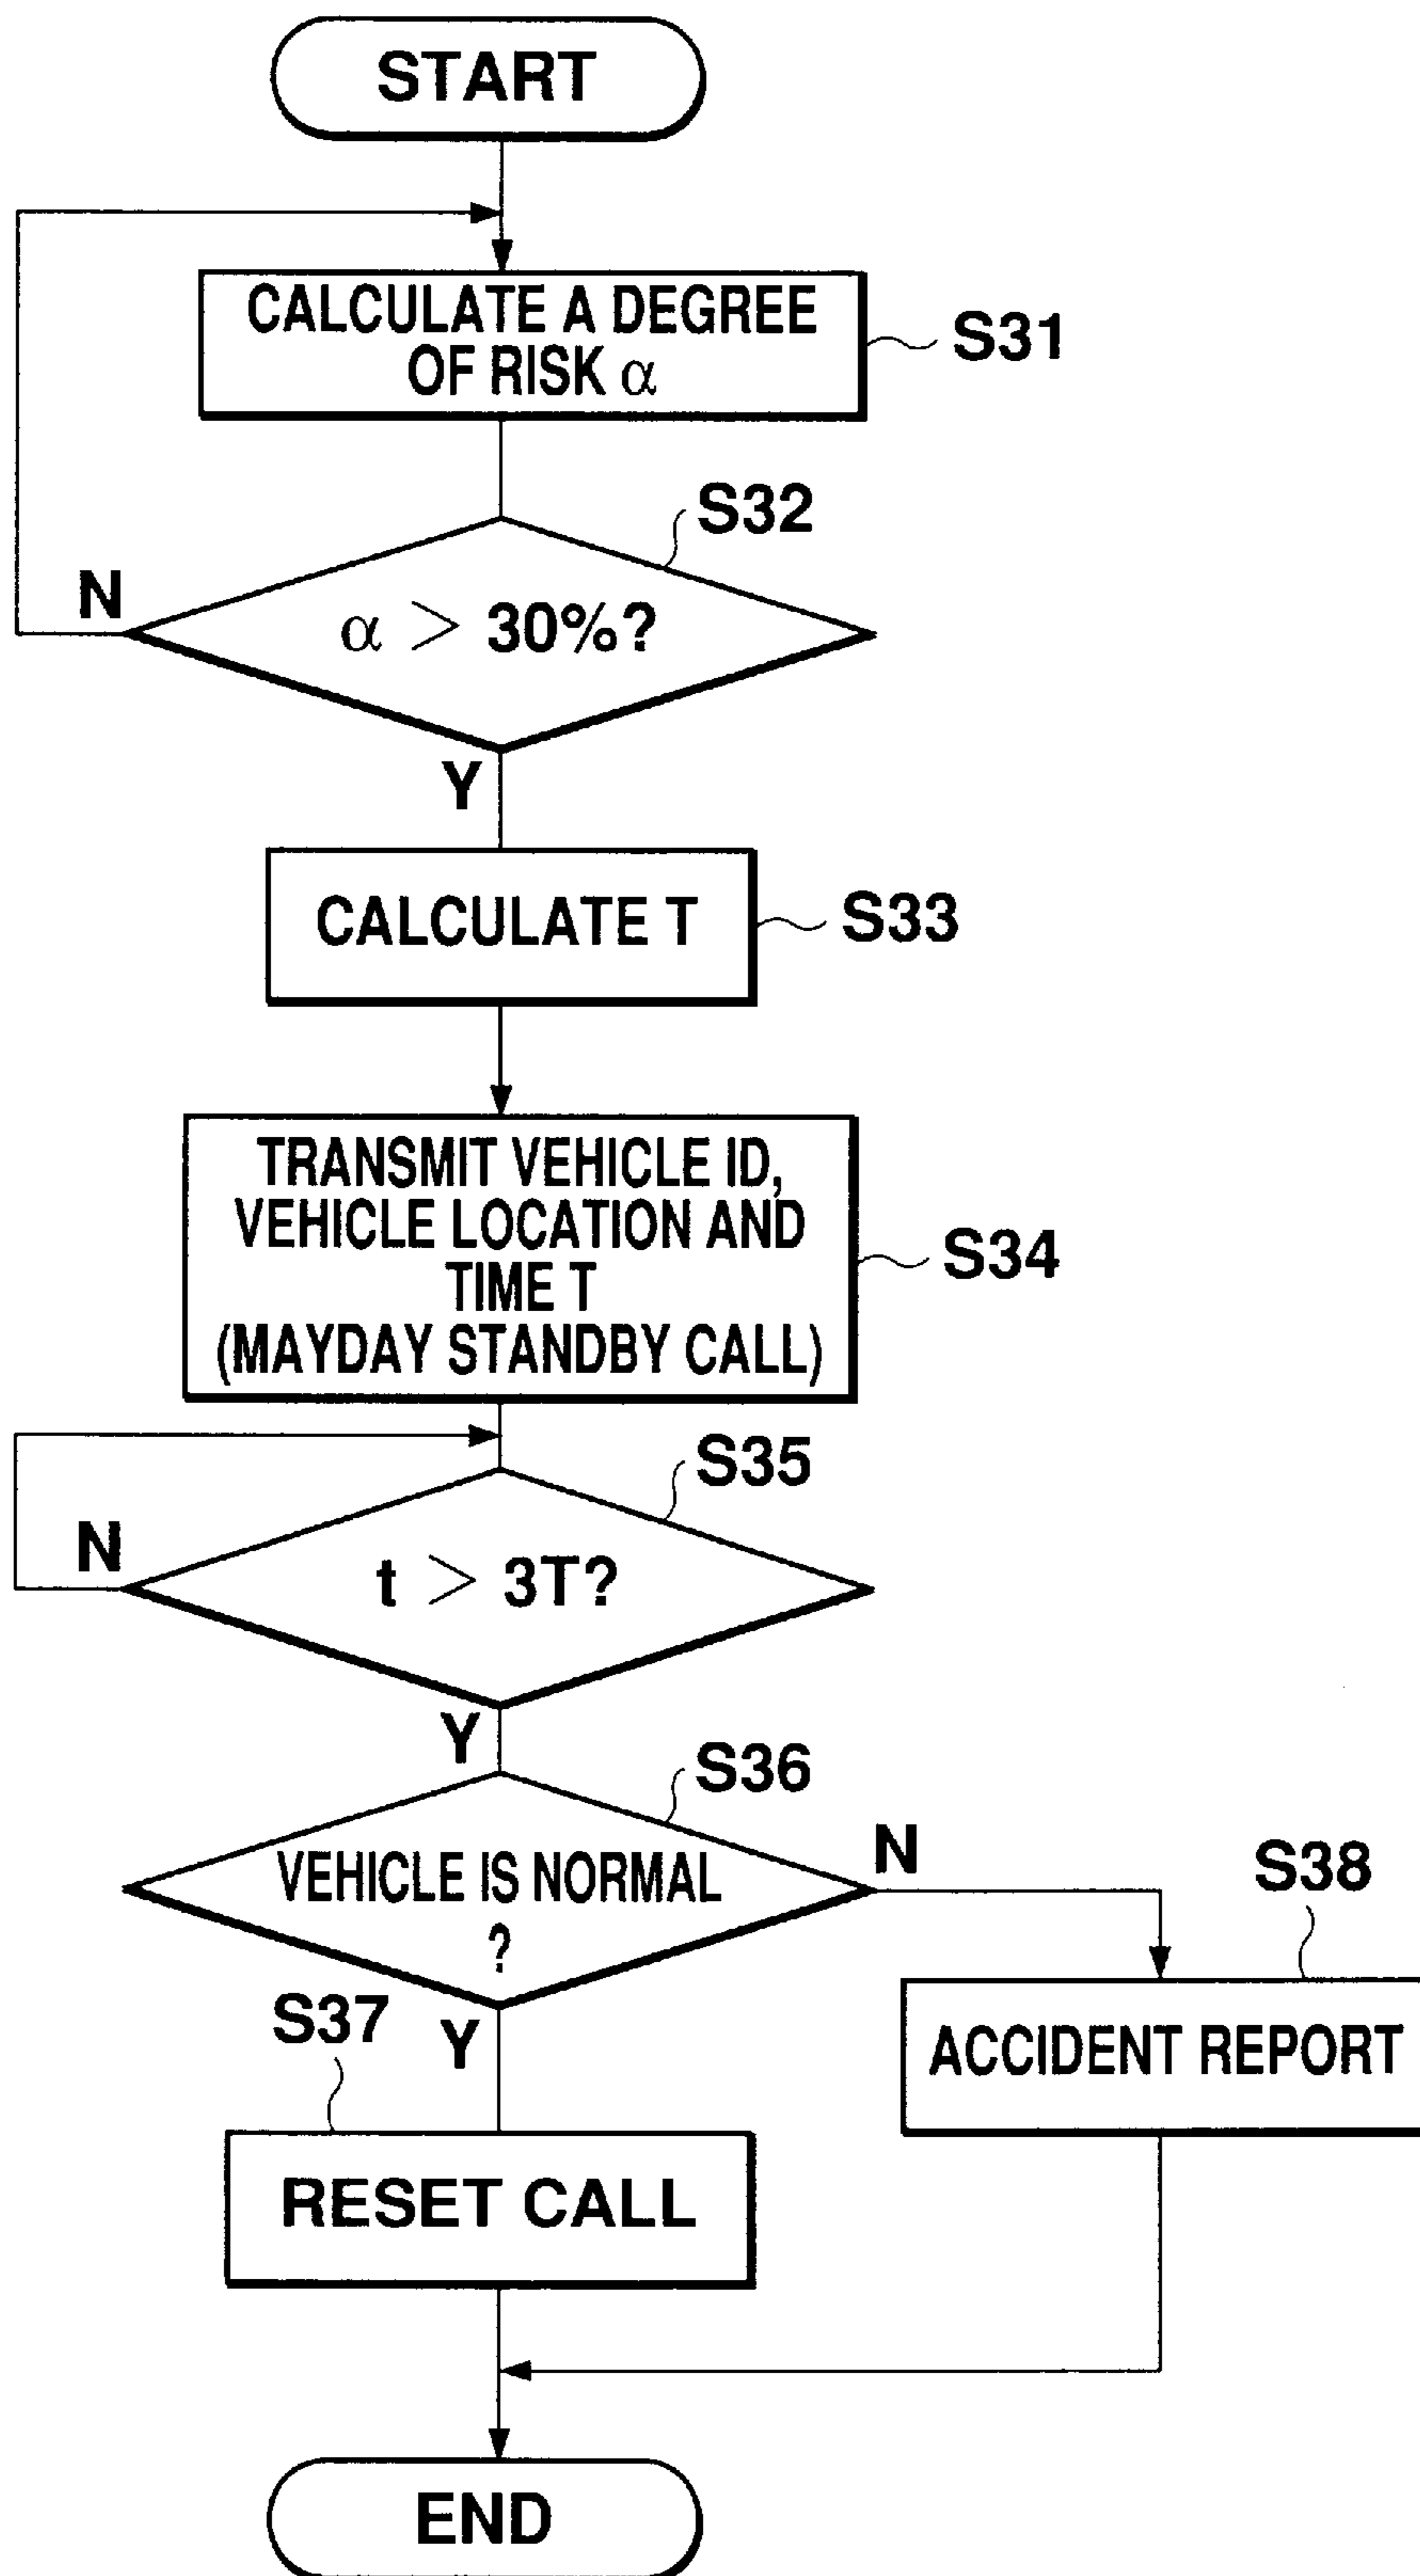 START
CALCULATE A DEGREE
OF RISK α
S31
S32
N
α > 30%?
Y
CALCULATE T
S33
TRANSMIT VEHICLE ID,
VEHICLE LOCATION AND
TIME T
(MAYDAY STANDBY CALL)
S34
S35
N
t > 3T?
Y
S36
VEHICLE IS NORMAL
?
N
S38
ACCIDENT REPORT
S37
Y
RESET CALL
END